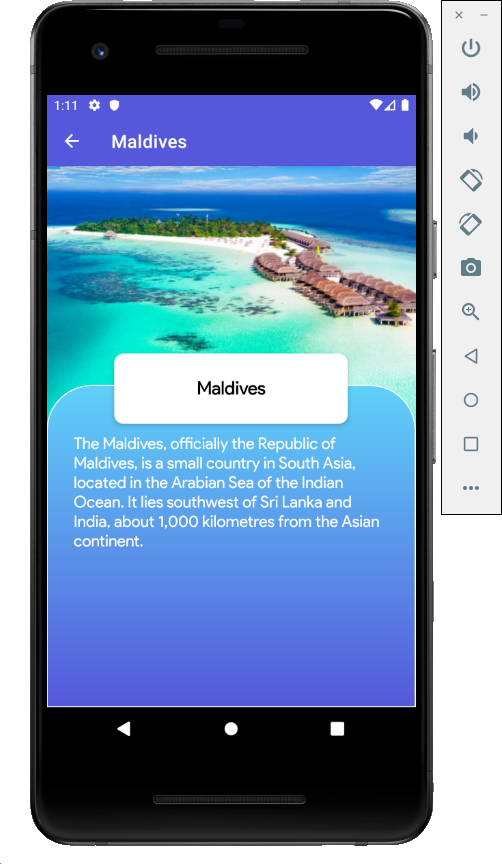 1:11
Maldives
Maldives
The Maldives, officially the Republic of
Maldives, is a small country in South Asia,
located in the Arabian Sea of the Indian
Ocean. It lies southwest of Sri Lanka and
India, about 1,000 kilometres from the Asian
continent.